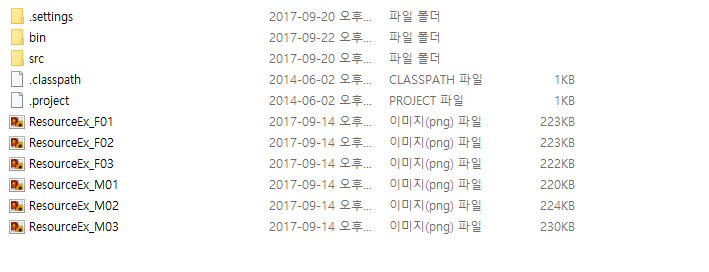 .settings 2017-09-20 오후... 파일 폴더
bin 2017-09-22 오후... 파일 폴더
src 2017-09-20 오후... 파일 폴더
.classpath 2014-06-02 오후... CLASSPATH 파일 1KB
.project 2014-06-02 오후... PROJECT 파일 1KB
ResourceEx_F01 2017-09-14 오후... 이미지(png) 파일 223KB
ResourceEx_F02 2017-09-14 오후... 이미지(png) 파일 223KB
ResourceEx_F03 2017-09-14 오후... 이미지(png) 파일 222KB
ResourceEx_M01 2017-09-14 오후... 이미지(png) 파일 220KB
ResourceEx_M02 2017-09-14 오후... 이미지(png) 파일 224KB
ResourceEx_M03 2017-09-14 오후... 이미지(png) 파일 230KB